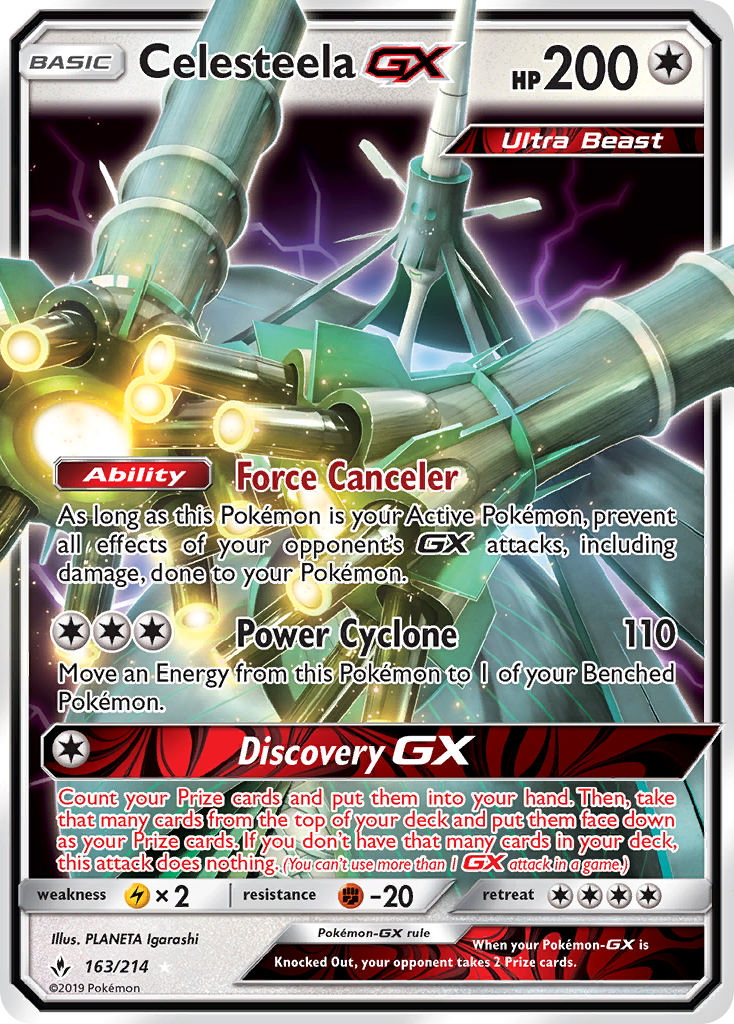 BASIC Celesteela GX HP 200
Ultra Beast
Ability Force Canceler
As long as this Pokémon is your Active Pokémon, prevent
all effects of your opponent's GX attacks, including
damage, done to your Pokémon.
Power Cyclone 110
Move an Energy from this Pokémon to 1 of your Benched
Pokémon.
Discovery GX
Count your Prize cards and put them into your hand. Then, take
that many cards from the top of your deck and put them face down
as your Prize cards. If you don't have that many cards in your deck,
this attack does nothing. (You can't use more than 1 GX attack in a game.)
weakness × 2 resistance -20 retreat
Illus. PLANETA Igarashi
163/214
©2019 Pokémon
Pokémon-GX rule
When your Pokémon-GX is
Knocked Out, your opponent takes 2 Prize cards.